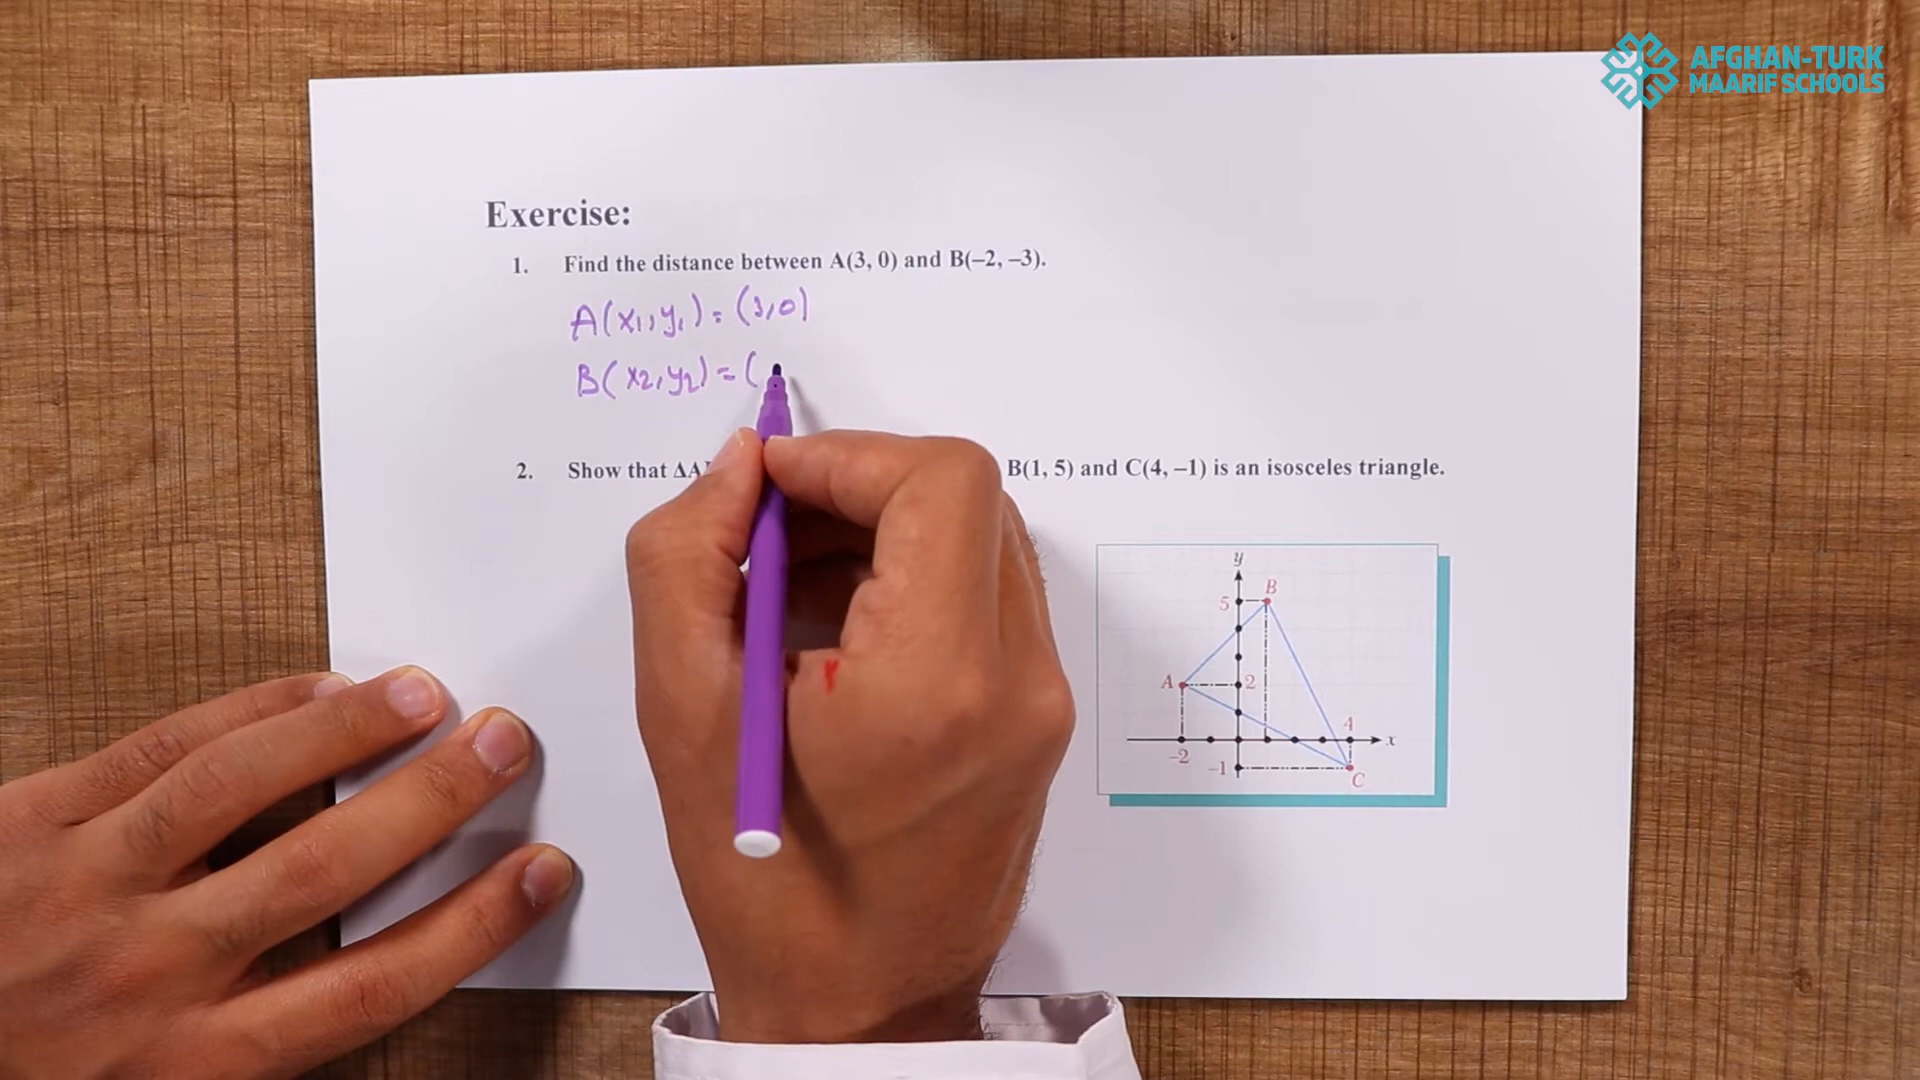 AFGHAN-TURK
MAARIF SCHOOLS
Exercise:
1. Find the distance between A(3, 0) and B(–2, –3).
A(x₁,y₁) = (3,0)
B(x₂,y₂) = (
2. Show that B(1, 5) and C(4, –1) is an isosceles triangle.
y
B
5
A
2
4
x
–2
–1
C